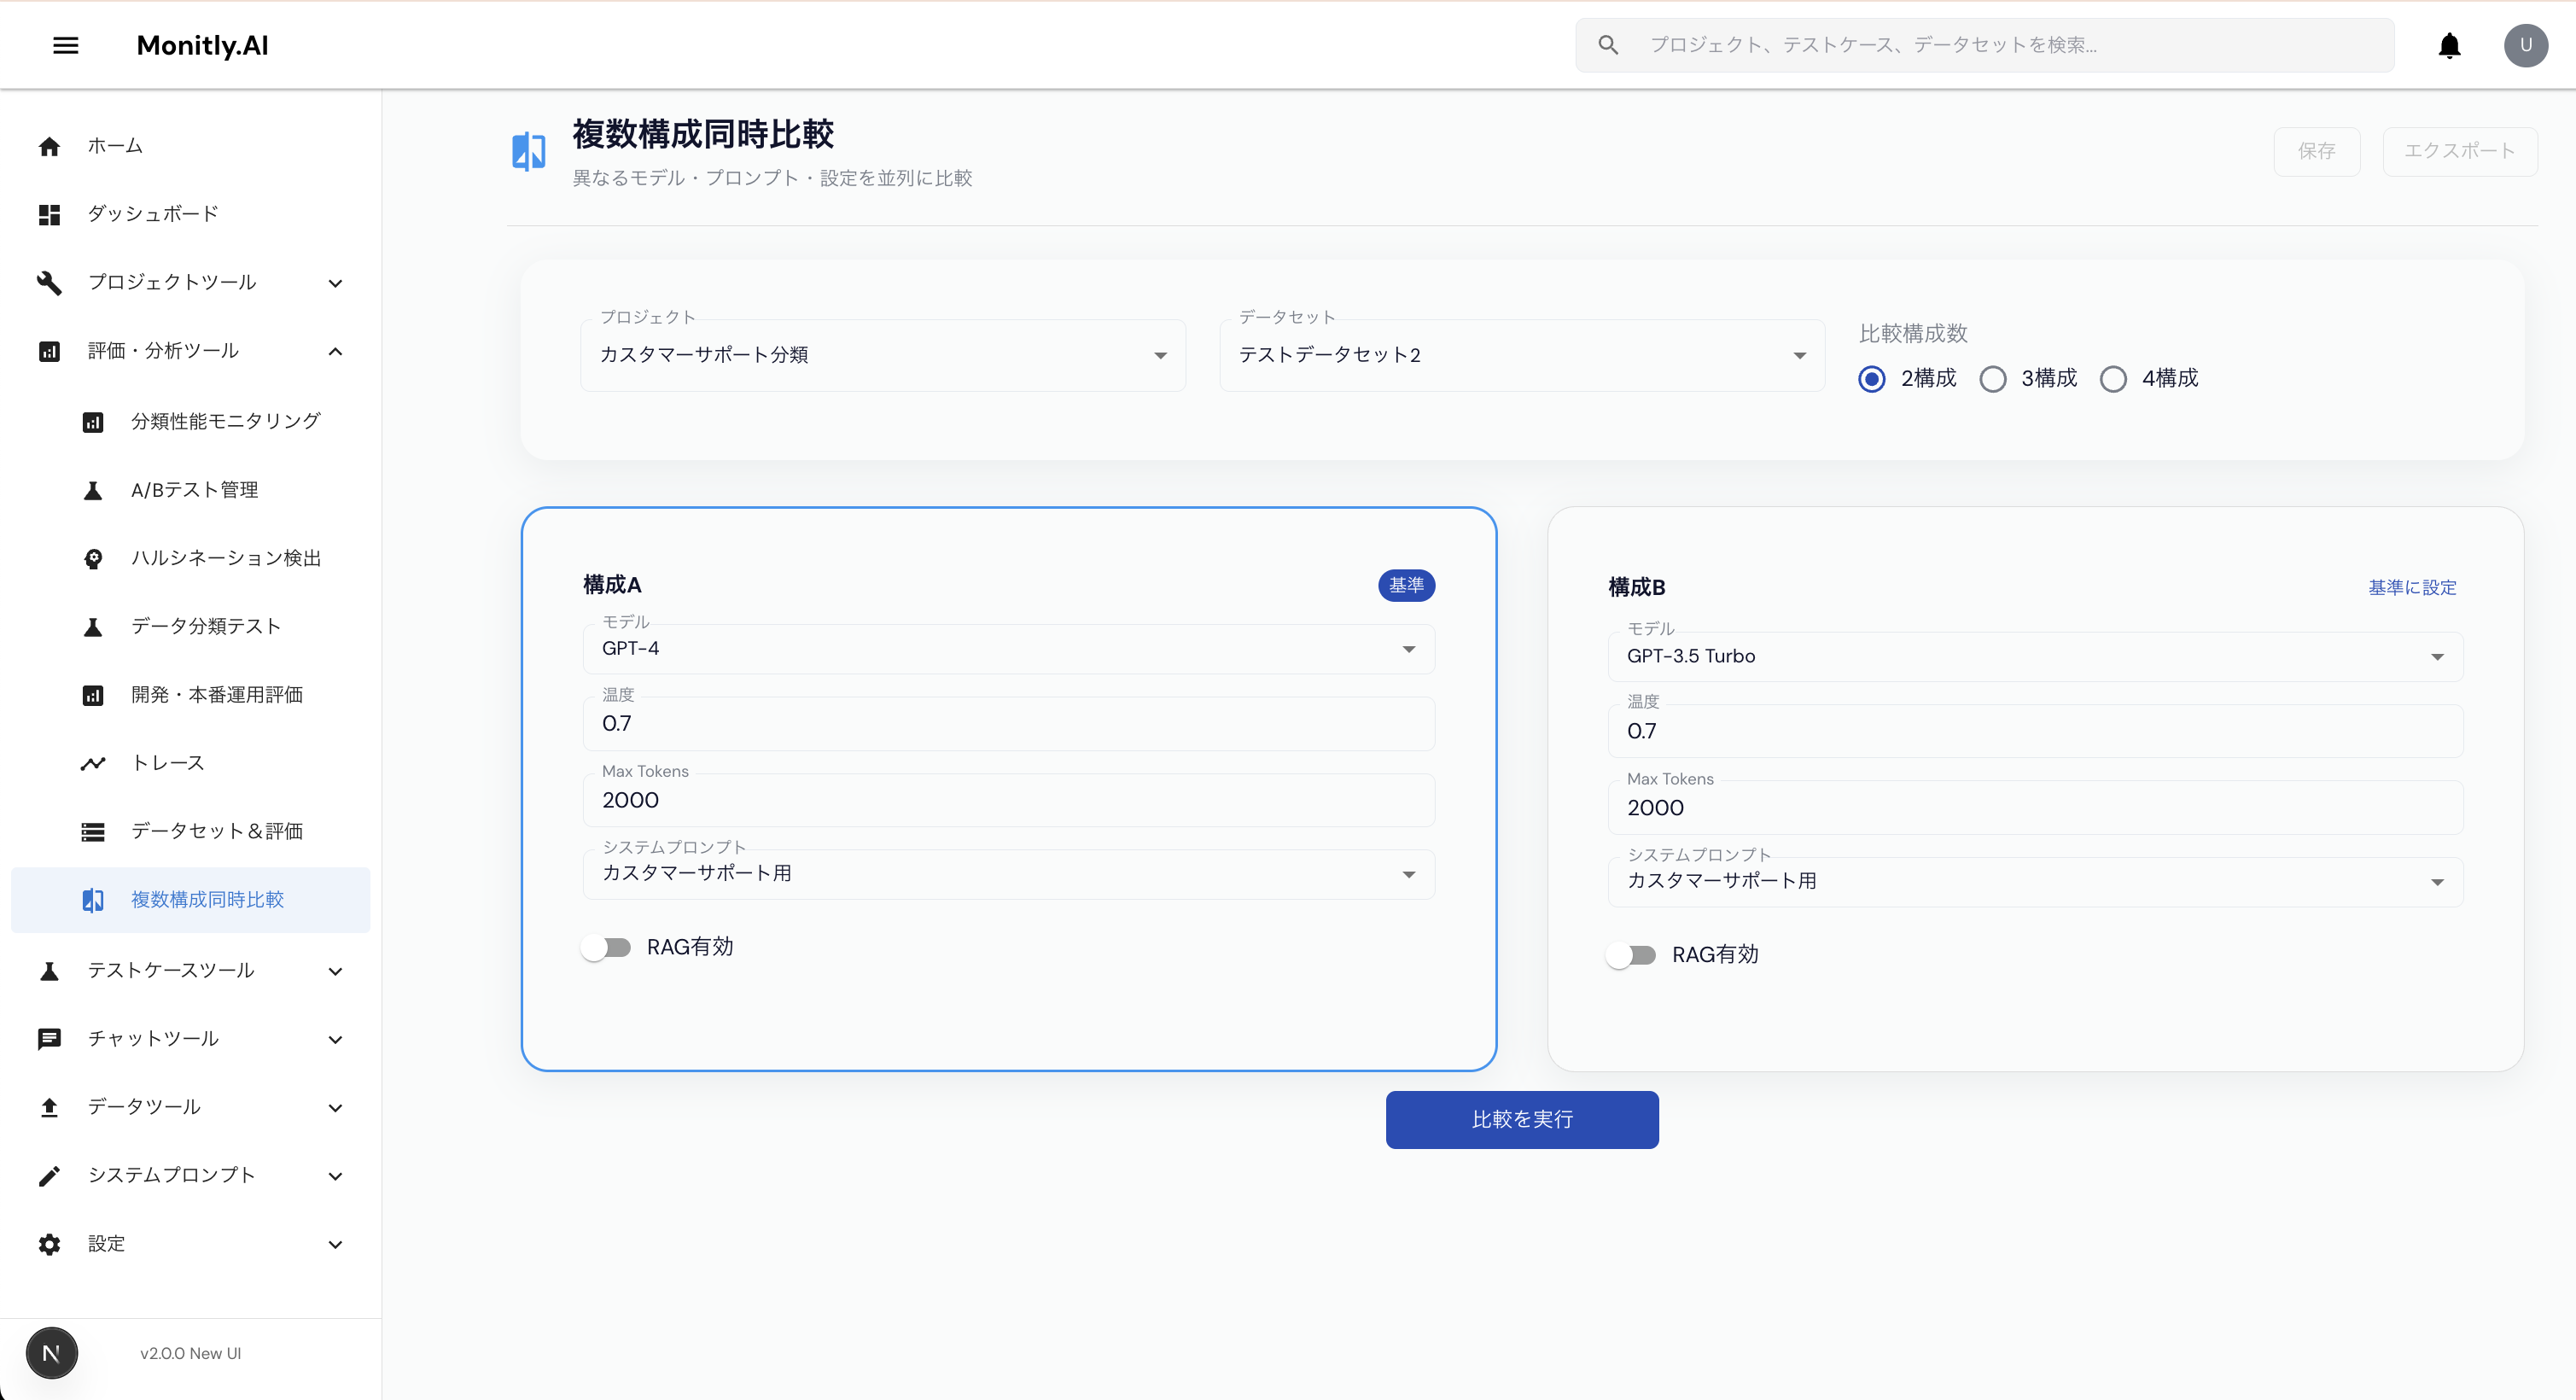 Monitly.AI
プロジェクト、テストケース、データセットを検索...
U
ホーム
ダッシュボード
プロジェクトツール
評価・分析ツール
分類性能モニタリング
A/Bテスト管理
ハルシネーション検出
データ分類テスト
開発・本番運用評価
トレース
データセット＆評価
複数構成同時比較
テストケースツール
チャットツール
データツール
システムプロンプト
設定
N
v2.0.0 New UI
複数構成同時比較
異なるモデル・プロンプト・設定を並列に比較
保存
エクスポート
プロジェクト
カスタマーサポート分類
データセット
テストデータセット2
比較構成数
2構成
3構成
4構成
構成A
基準
モデル
GPT-4
温度
0.7
Max Tokens
2000
システムプロンプト
カスタマーサポート用
RAG有効
構成B
基準に設定
モデル
GPT-3.5 Turbo
温度
0.7
Max Tokens
2000
システムプロンプト
カスタマーサポート用
RAG有効
比較を実行